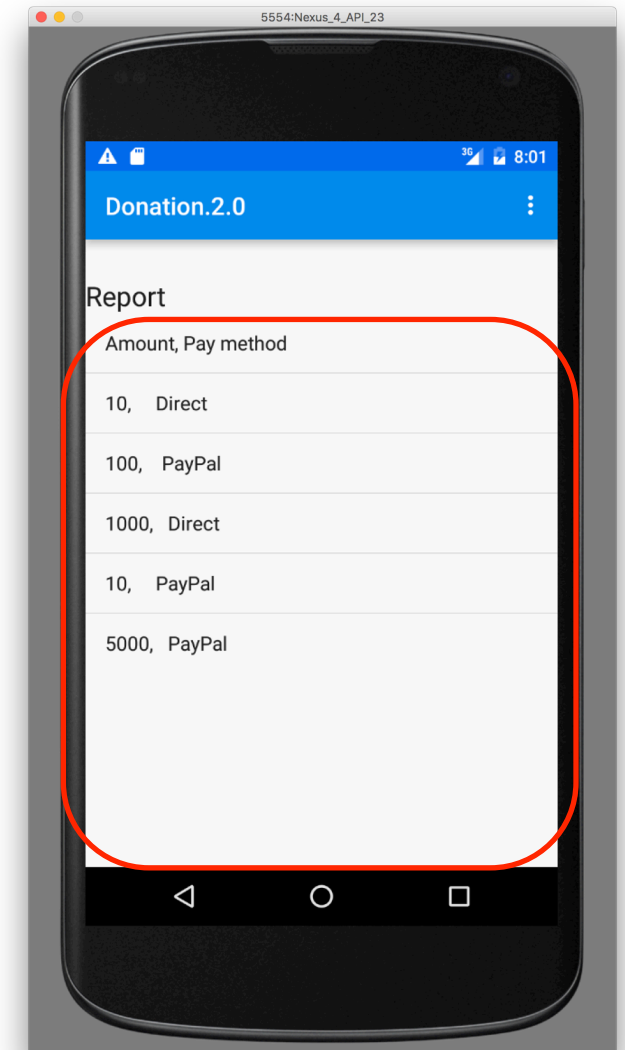 5554:Nexus_4_API_23
3G 8:01
Donation.2.0
Report
Amount, Pay method
10, Direct
100, PayPal
1000, Direct
10, PayPal
5000, PayPal